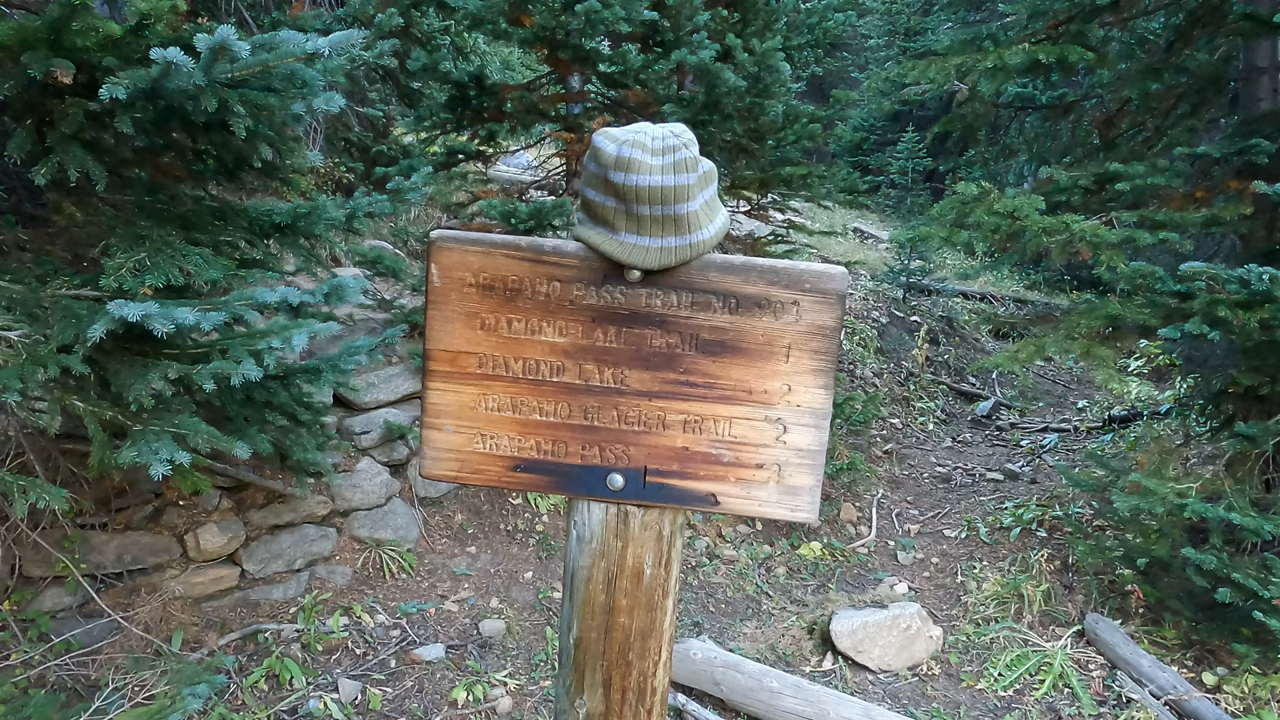 ARAPAHO PASS TRAIL NO. 904
DIAMOND LAKE TRAIL 1
DIAMOND LAKE 2
ARAPAHO GLACIER TRAIL 2
ARAPAHO PASS 3